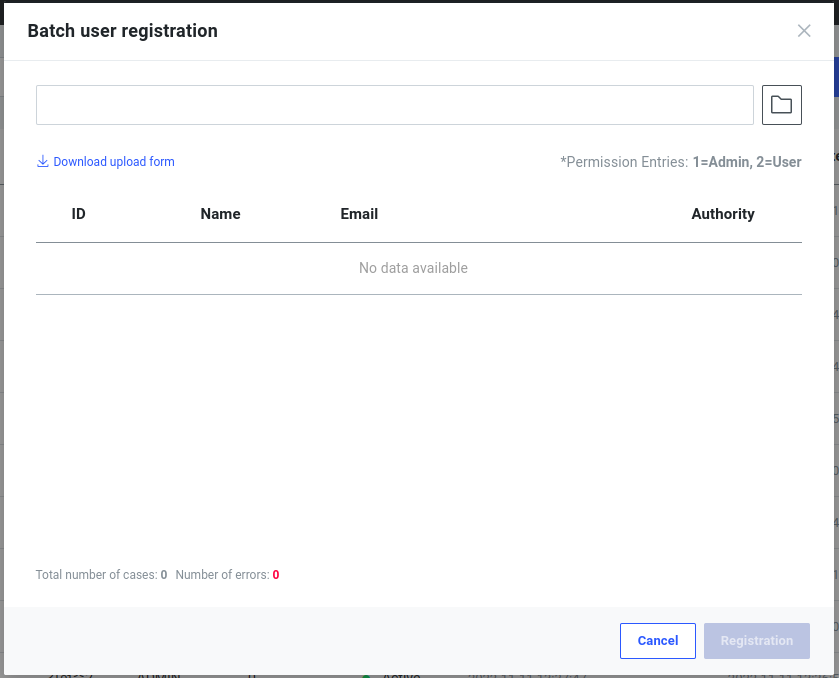 Batch user registration
Download upload form
*Permission Entries: 1=Admin, 2=User
ID Name Email Authority
No data available
Total number of cases: 0 Number of errors: 0
Cancel Registration